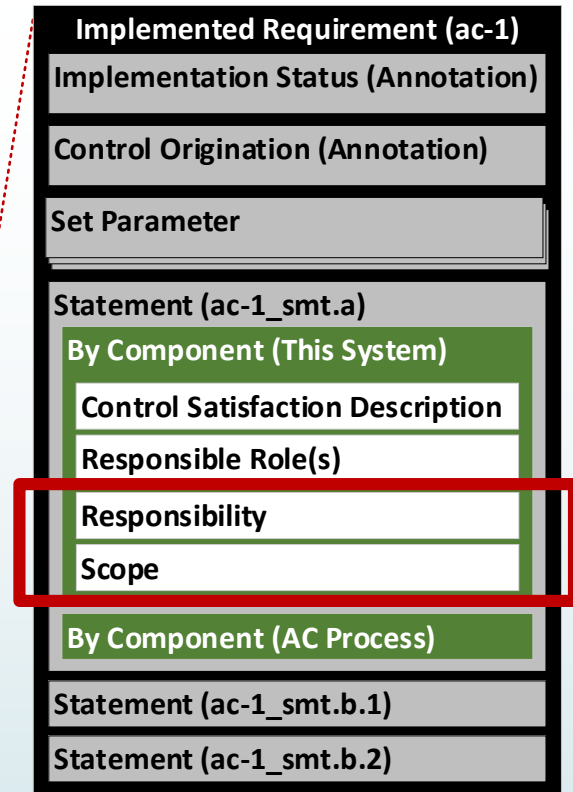 Implemented Requirement (ac-1)
Implementation Status (Annotation)
Control Origination (Annotation)
Set Parameter
Statement (ac-1_smt.a)
By Component (This System)
Control Satisfaction Description
Responsible Role(s)
Responsibility
Scope
By Component (AC Process)
Statement (ac-1_smt.b.1)
Statement (ac-1_smt.b.2)